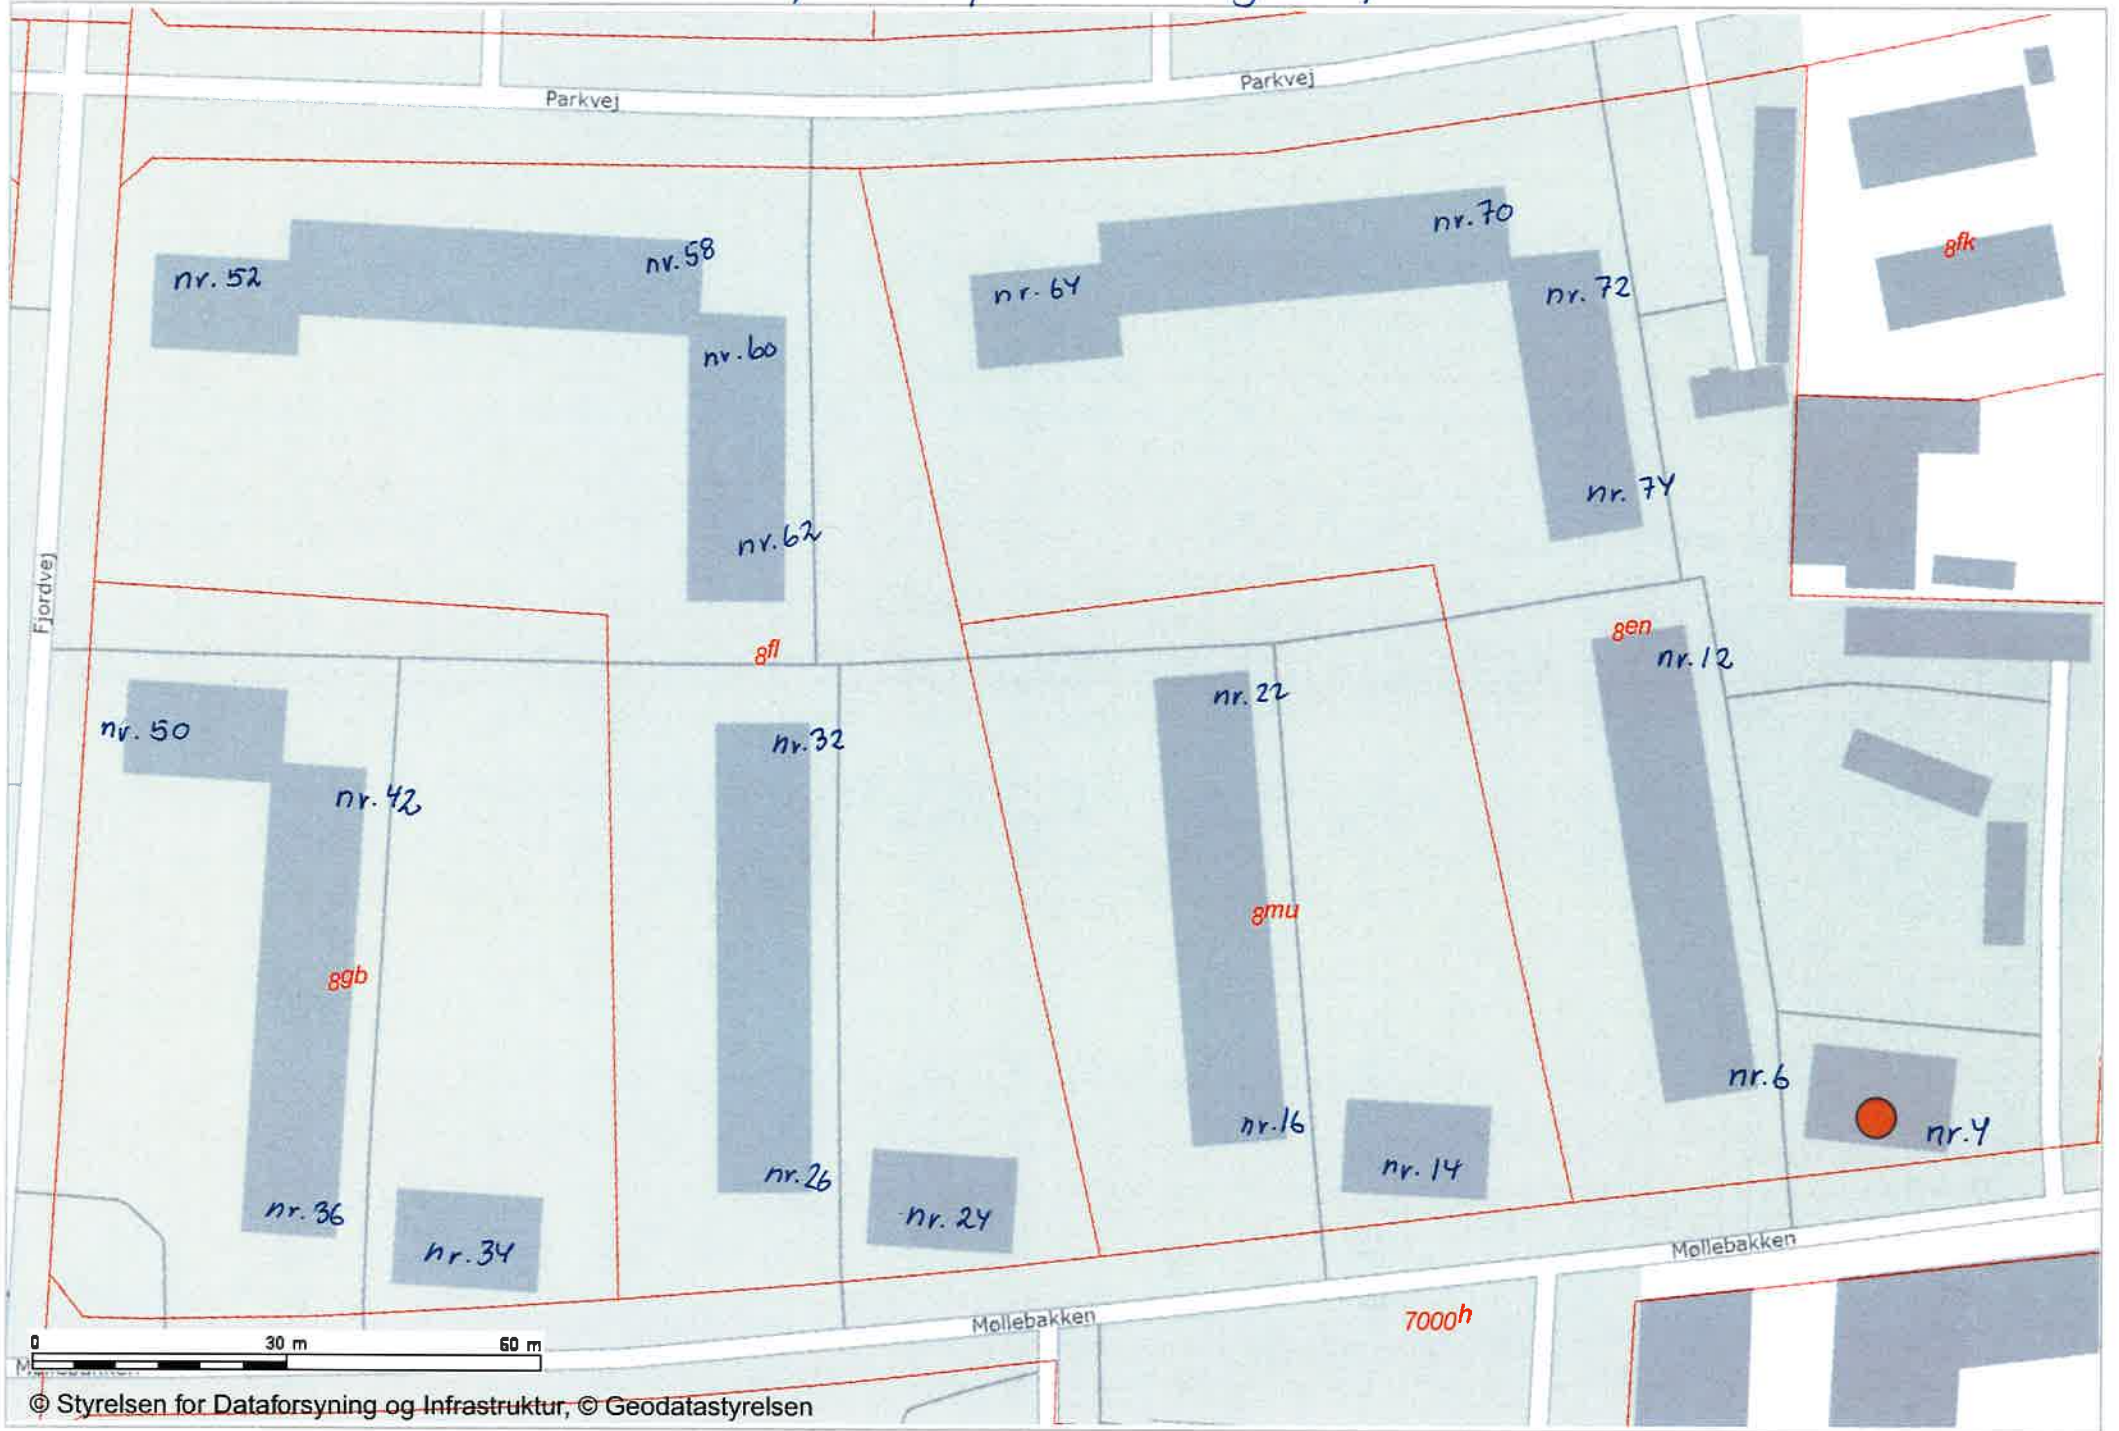 Parkvej
Parkvej
nr. 70
8fk
nr. 58
nr. 52
nr. 64
nr. 72
nr. 60
nr. 74
nr. 62
Fjordvej
8en
8fl
nr. 12
nr. 22
nr. 50
nr. 32
nr. 42
8mu
8gb
nr. 6
nr. 16
nr. 4
nr. 14
nr. 26
nr. 36
nr. 24
nr. 34
Møllebakken
Møllebakken
7000h
0 30 m 60 m
Møllebakken
© Styrelsen for Dataforsyning og Infrastruktur, © Geodatastyrelsen